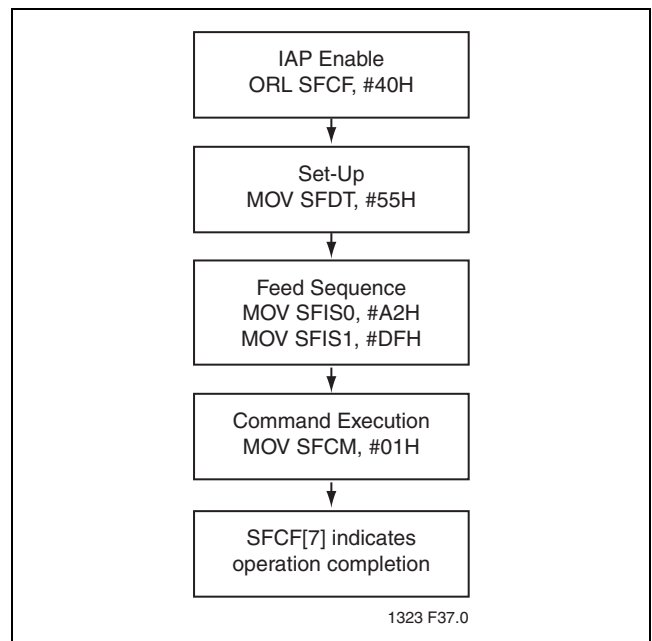 IAP Enable
ORL SFCF, #40H
Set-Up
MOV SFDT, #55H
Feed Sequence
MOV SFIS0, #A2H
MOV SFIS1, #DFH
Command Execution
MOV SFCM, #01H
SFCF[7] indicates
operation completion
1323 F37.0